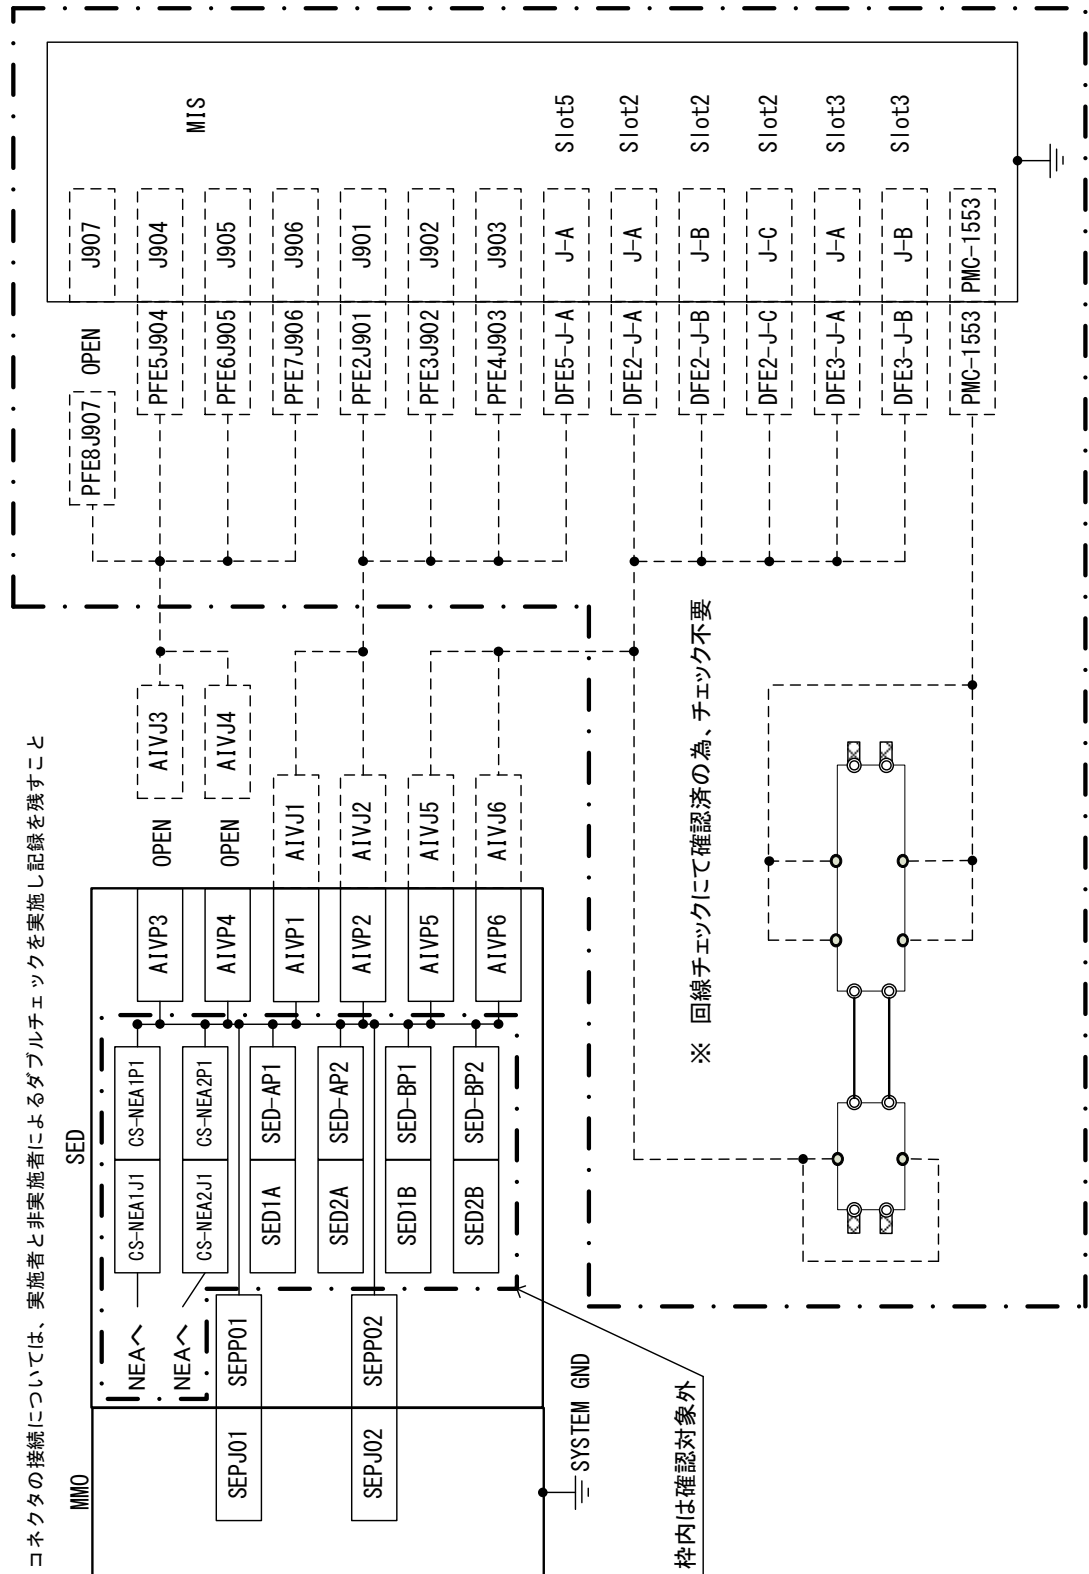 コネクタの接続については、実施者と非実施者によるダブルチェックを実施し記録を残すこと
MMO
SED
SEPJ01
SEPP01
SEPJ02
SEPP02
SYSTEM GND
NEAへ
CS-NEA1J1
CS-NEA1P1
NEAへ
CS-NEA2J1
CS-NEA2P1
SED1A
SED-AP1
SED2A
SED-AP2
SED1B
SED-BP1
SED2B
SED-BP2
枠内は確認対象外
AIVP3
OPEN
AIVJ3
AIVP4
OPEN
AIVJ4
AIVP1
AIVJ1
AIVP2
AIVJ2
AIVP5
AIVJ5
AIVP6
AIVJ6
※ 回線チェックにて確認済の為、チェック不要
MIS
PFE8J907
OPEN
J907
PFE5J904
J904
PFE6J905
J905
PFE7J906
J906
PFE2J901
J901
PFE3J902
J902
PFE4J903
J903
DFE5-J-A
J-A
Slot5
DFE2-J-A
J-A
Slot2
DFE2-J-B
J-B
Slot2
DFE2-J-C
J-C
Slot2
DFE3-J-A
J-A
Slot3
DFE3-J-B
J-B
Slot3
PMC-1553
PMC-1553